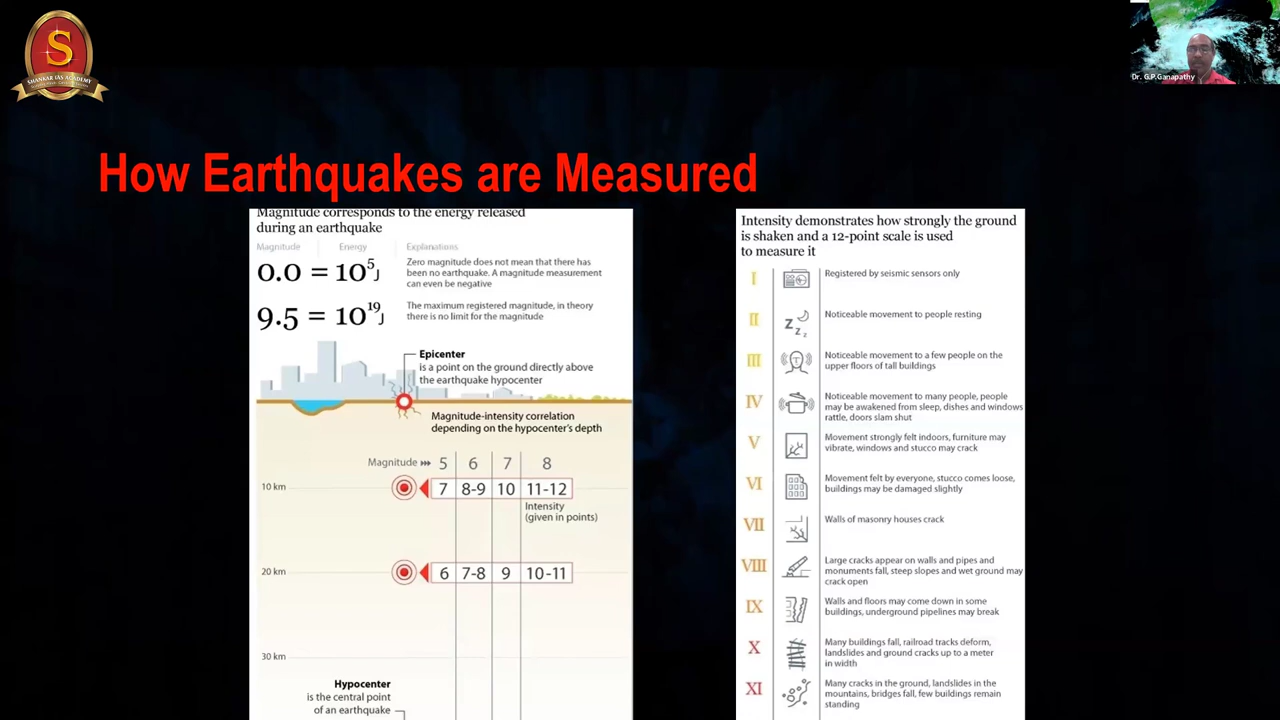 S
SHANKAR IAS ACADEMY
Dr. G.P.Ganapathy
How Earthquakes are Measured
Magnitude corresponds to the energy released
during an earthquake
Magnitude
Energy
Explanations
0.0 = 10⁵J
Zero magnitude does not mean that there has
been no earthquake. A magnitude measurement
can even be negative
9.5 = 10¹⁹J
The maximum registered magnitude, in theory
there is no limit for the magnitude
Epicenter
is a point on the ground directly above
the earthquake hypocenter
Magnitude-intensity correlation
depending on the hypocenter's depth
Magnitude 5 6 7 8
10 km 7 8-9 10 11-12
Intensity
(given in points)
20 km 6 7-8 9 10-11
30 km
Hypocenter
is the central point
of an earthquake
Intensity demonstrates how strongly the ground
is shaken and a 12-point scale is used
to measure it
I
Registered by seismic sensors only
II
z z z
Noticeable movement to people resting
III
Noticeable movement to a few people on the
upper floors of tall buildings
IV
Noticeable movement to many people, people
may be awakened from sleep, dishes and windows
rattle, doors slam shut
V
Movement strongly felt indoors, furniture may
vibrate, windows and stucco may crack
VI
Movement felt by everyone, stucco comes loose,
buildings may be damaged slightly
VII
Walls of masonry houses crack
VIII
Large cracks appear on walls and pipes and
monuments fall, steep slopes and wet ground may
crack open
IX
Walls and floors may come down in some
buildings, underground pipelines may break
X
Many buildings fall, railroad tracks deform,
landslides and ground cracks up to a meter
in width
XI
Many cracks in the ground, landslides in the
mountains, bridges fall, few buildings remain
standing